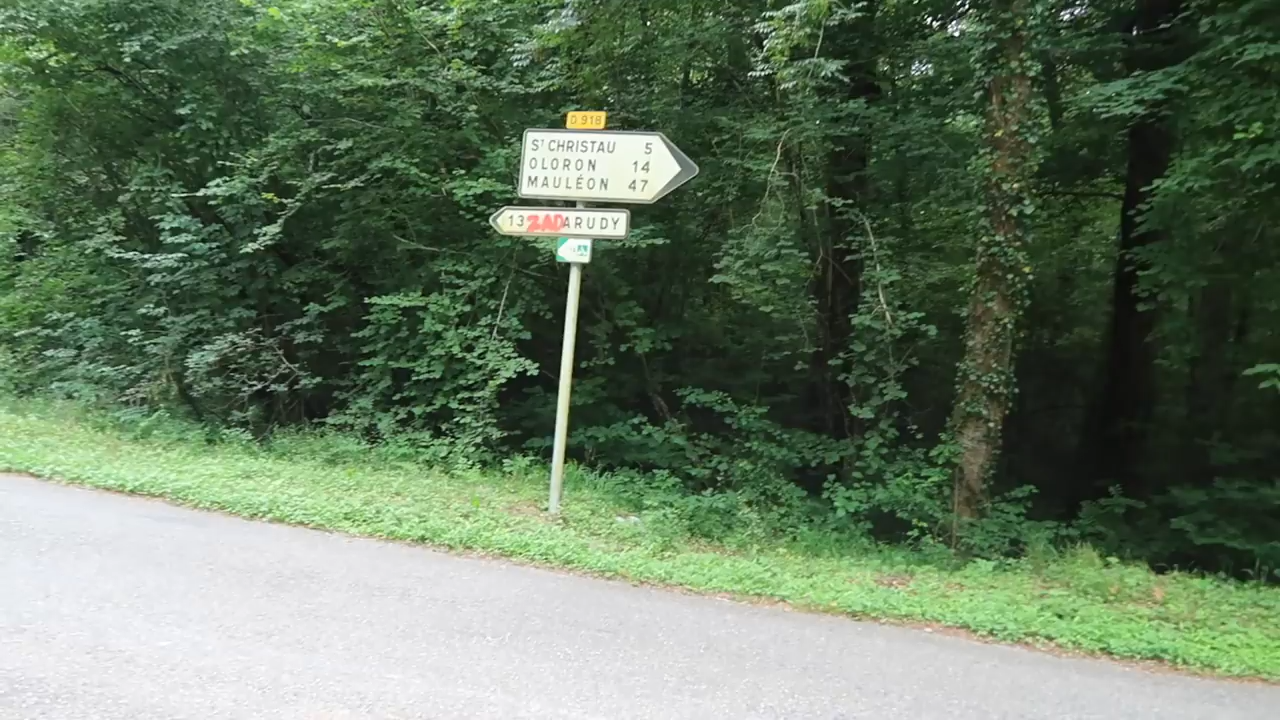 D 918
ST CHRISTAU 5
OLORON 14
MAULÉON 47
13 ZAD ARUDY